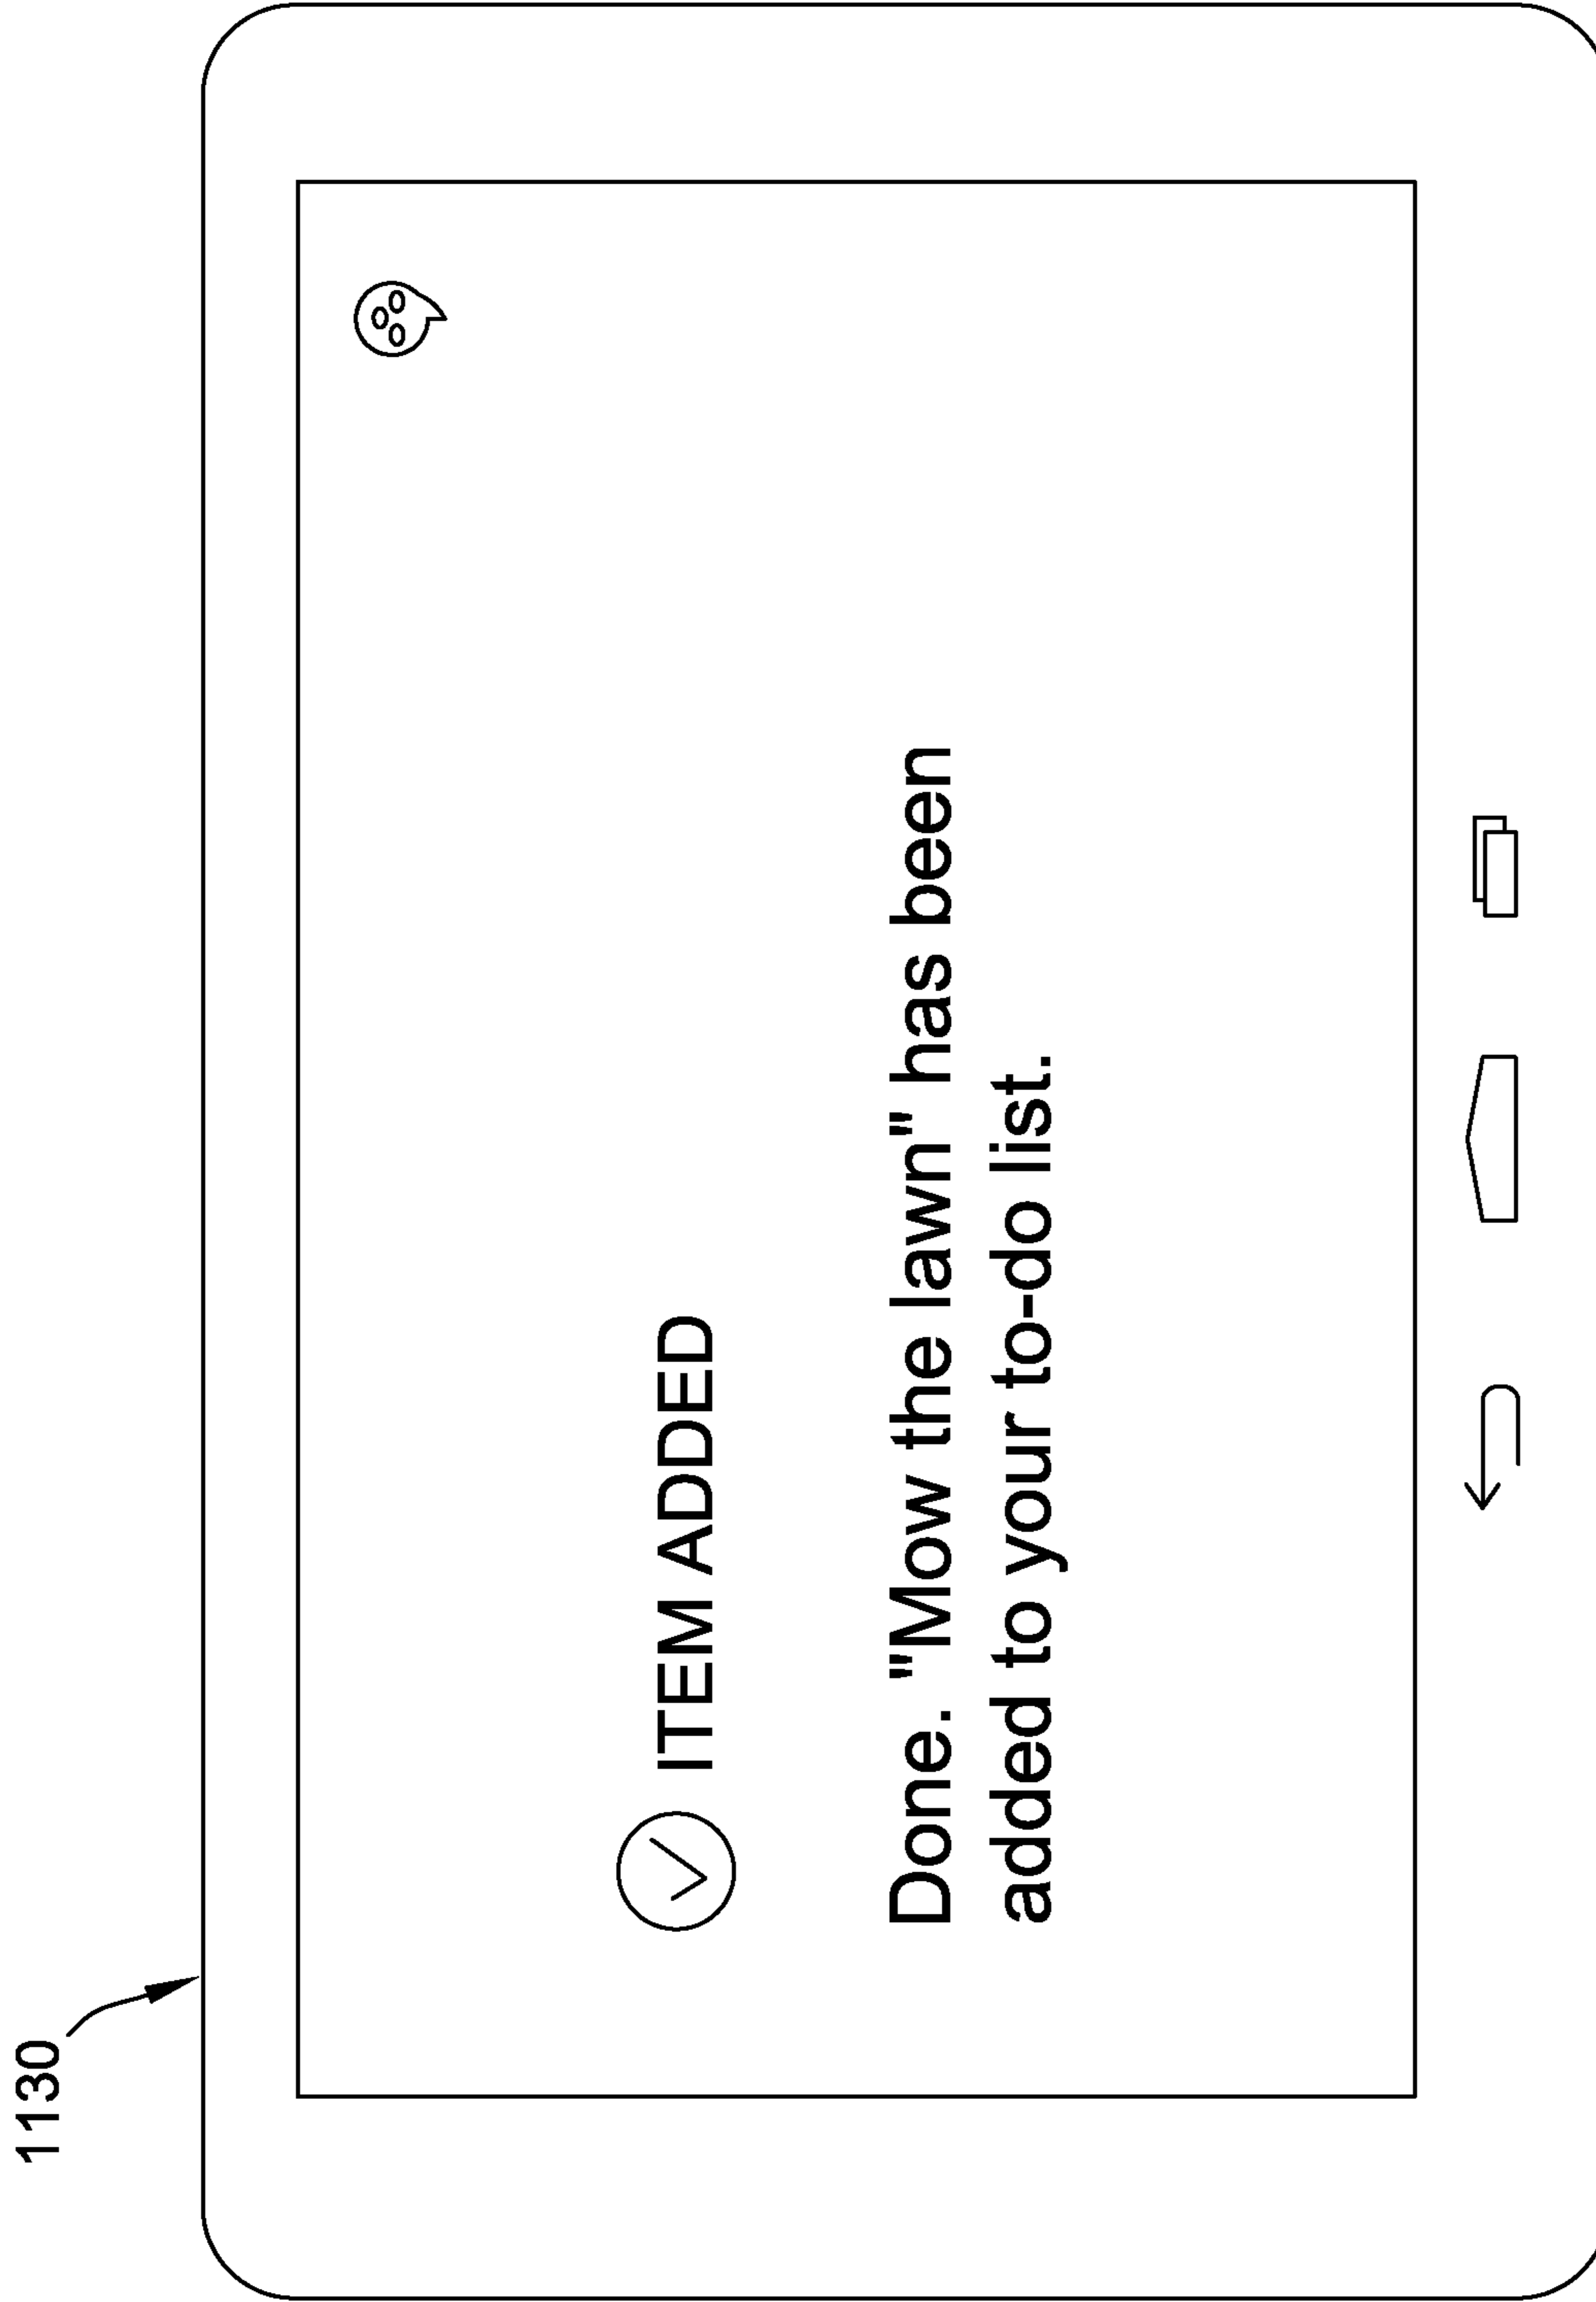 1130
ITEM ADDED
Done. "Mow the lawn" has been
added to your to-do list.